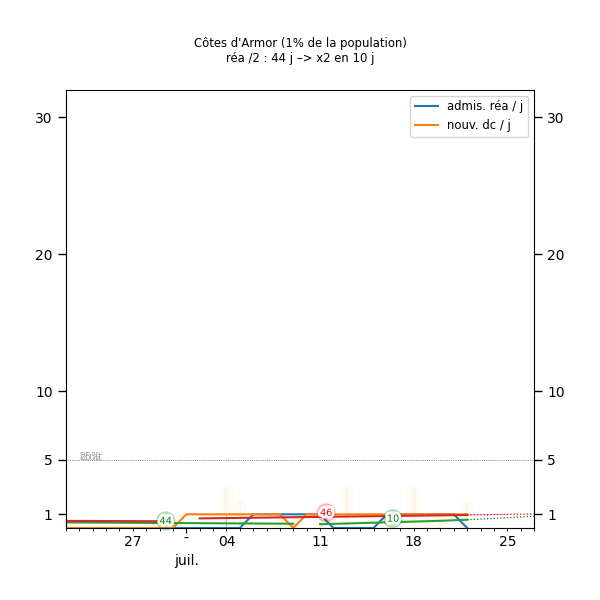 Côtes d'Armor (1% de la population)
réa /2 : 44 j –> x2 en 10 j
admis. réa / j
nouv. dc / j
30 30
20 20
10 10
5 5
1 1
44
46
10
27 - 04 11 18 25
juil.